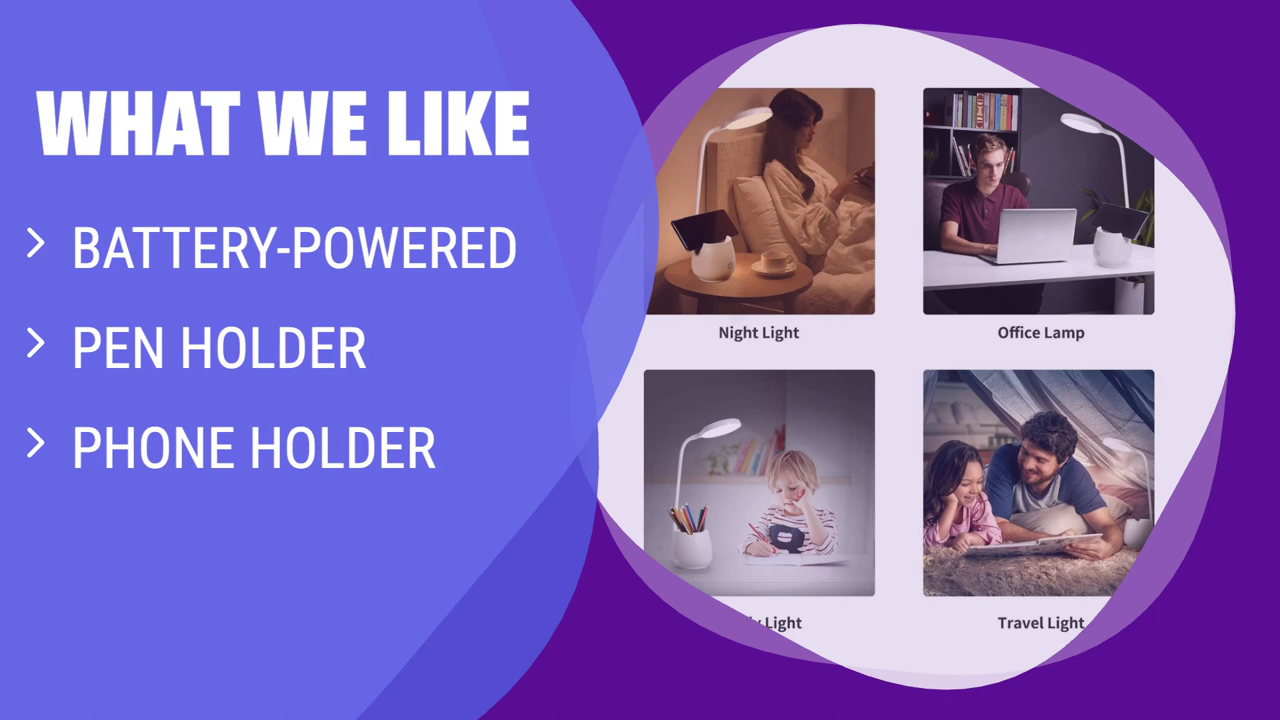 WHAT WE LIKE
BATTERY-POWERED
PEN HOLDER
PHONE HOLDER
Night Light
Office Lamp
Light
Travel Light